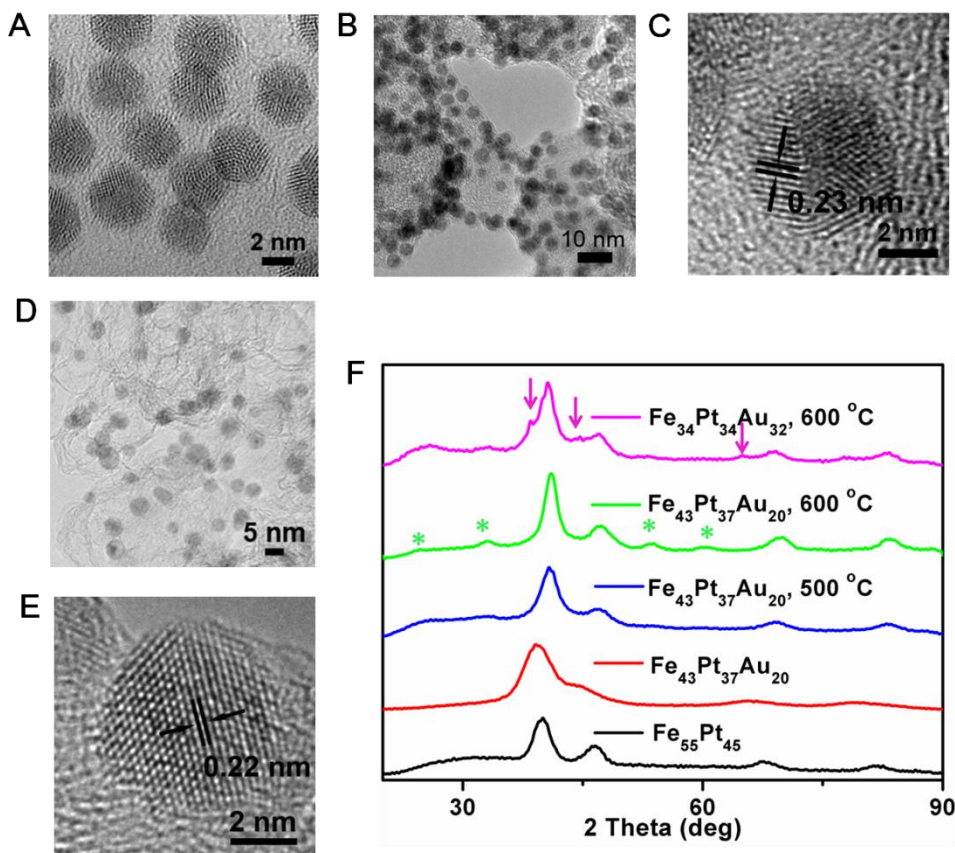 A
2 nm
B
10 nm
C
0.23 nm
2 nm
D
5 nm
E
0.22 nm
2 nm
F
Fe34Pt34Au32, 600 °C
Fe43Pt37Au20, 600 °C
* * * *
Fe43Pt37Au20, 500 °C
Fe43Pt37Au20
Fe55Pt45
30 60 90
2 Theta (deg)